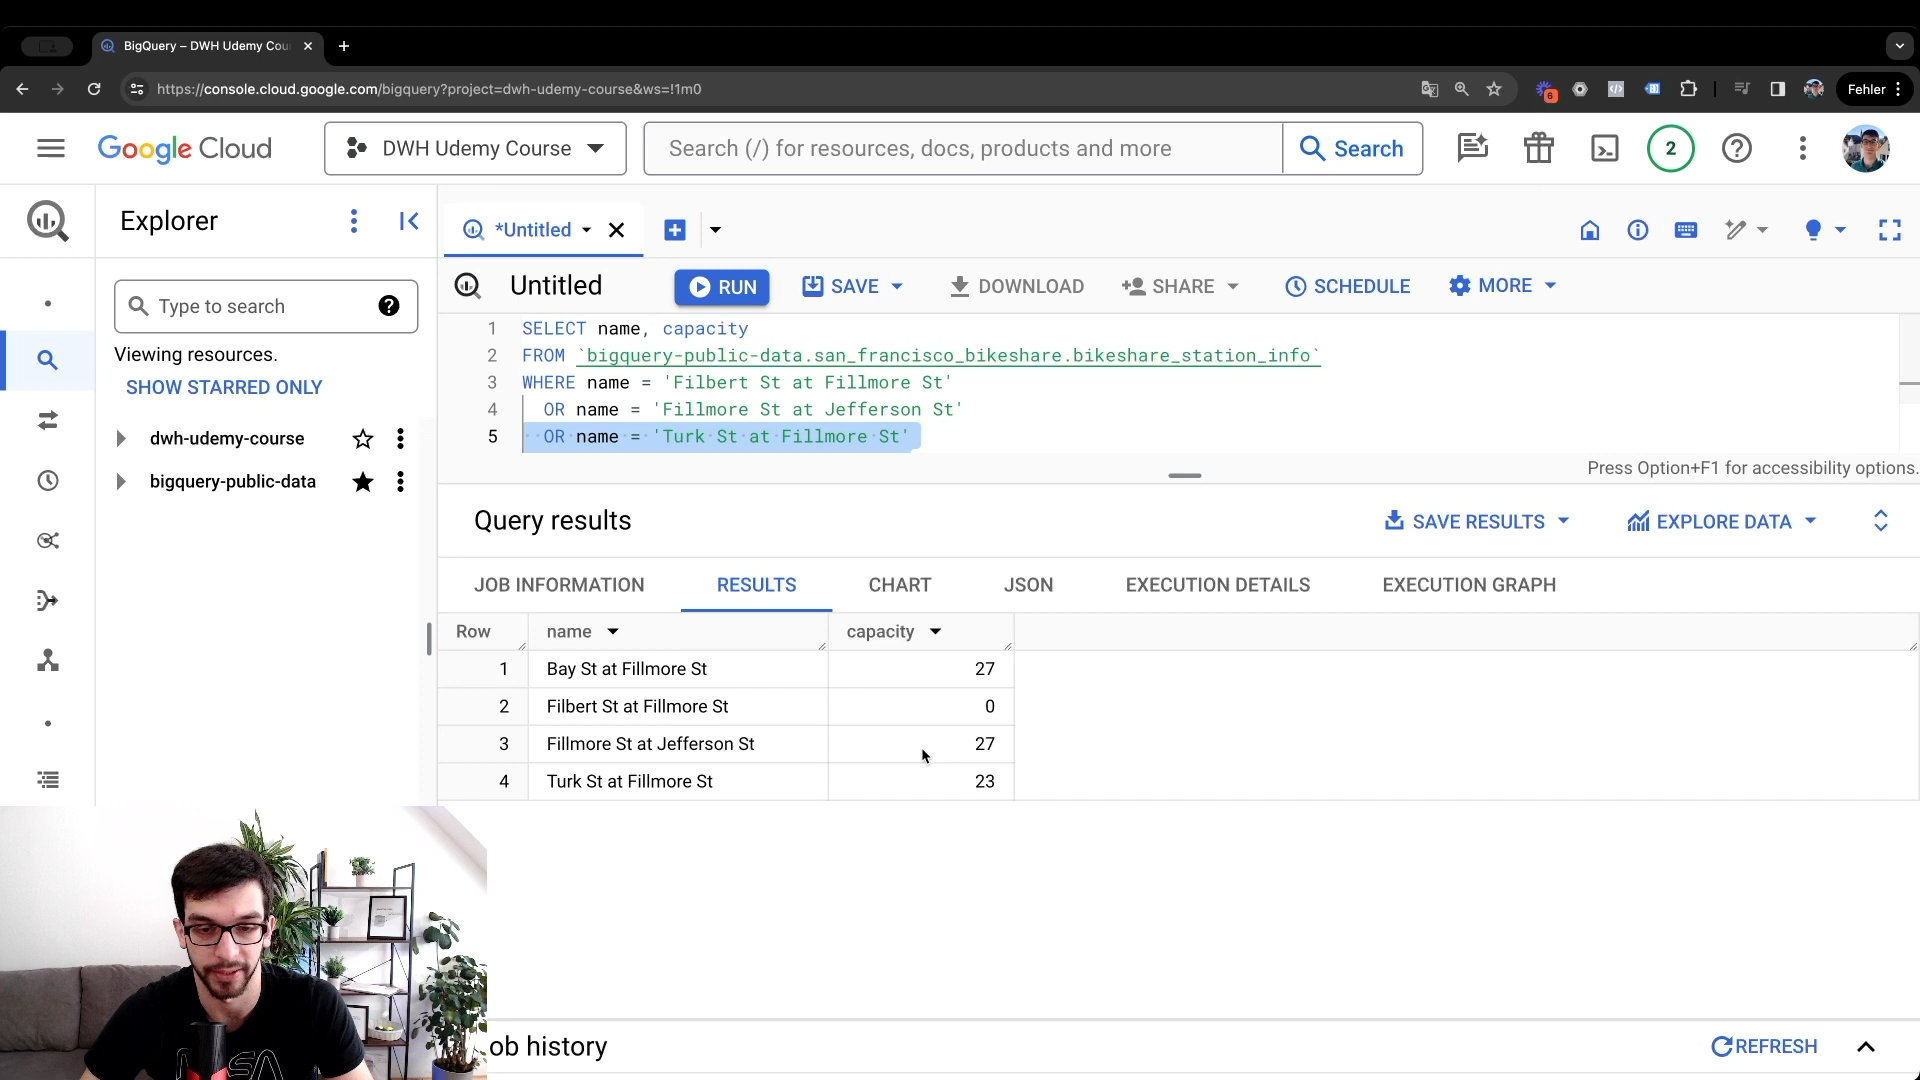 BigQuery – DWH Udemy Cou
https://console.cloud.google.com/bigquery?project=dwh-udemy-course&ws=!1m0
6
Fehler
Google Cloud
DWH Udemy Course
Search (/) for resources, docs, products and more
Search
2
Explorer
*Untitled
Untitled
RUN
SAVE
DOWNLOAD
SHARE
SCHEDULE
MORE
Type to search
Viewing resources.
SHOW STARRED ONLY
dwh-udemy-course
bigquery-public-data
1 SELECT name, capacity
2 FROM `bigquery-public-data.san_francisco_bikeshare.bikeshare_station_info`
3 WHERE name = 'Filbert St at Fillmore St'
4 OR name = 'Fillmore St at Jefferson St'
5 OR name = 'Turk St at Fillmore St'
Press Option+F1 for accessibility options.
Query results
SAVE RESULTS
EXPLORE DATA
JOB INFORMATION
RESULTS
CHART
JSON
EXECUTION DETAILS
EXECUTION GRAPH
Row name capacity
1 Bay St at Fillmore St 27
2 Filbert St at Fillmore St 0
3 Fillmore St at Jefferson St 27
4 Turk St at Fillmore St 23
ob history
REFRESH